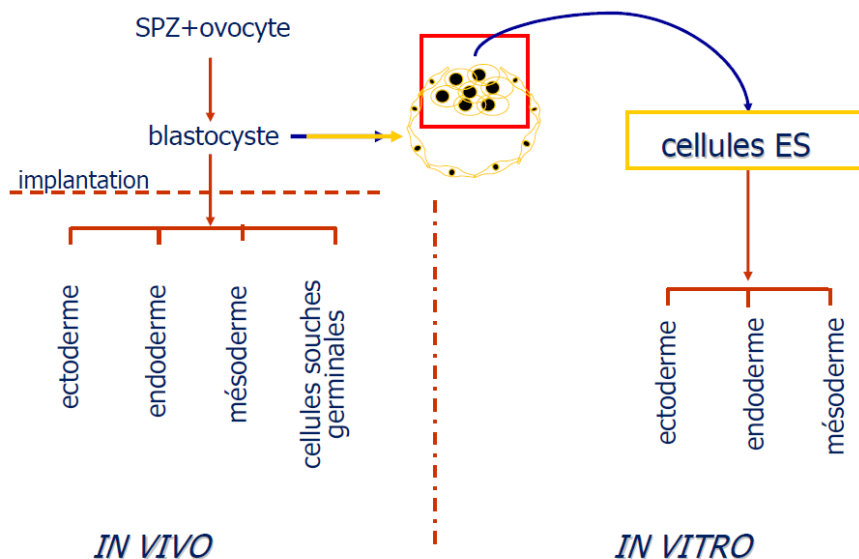 SPZ+ovocyte
blastocyste
cellules ES
implantation
ectoderme
endoderme
mésoderme
cellules souches
germinales
ectoderme
endoderme
mésoderme
IN VIVO
IN VITRO